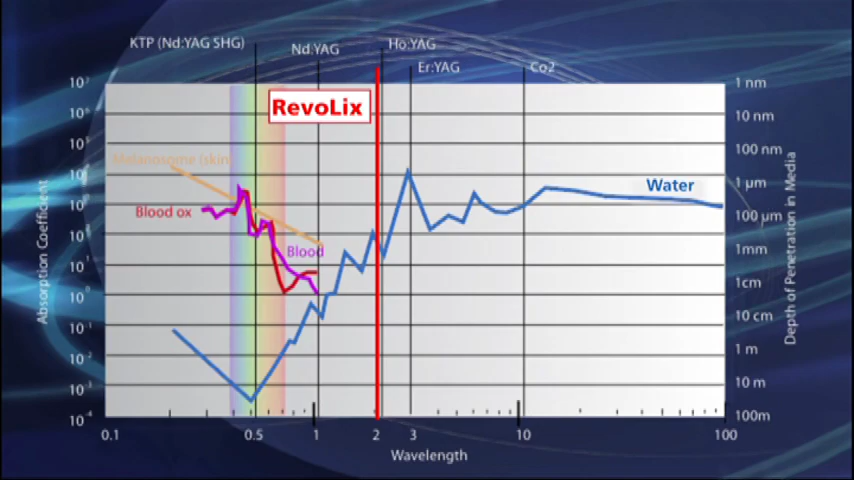 KTP (Nd:YAG SHG)
Nd:YAG
Ho:YAG
Er:YAG
Co2
RevoLix
10⁷
10⁶
10⁵
10⁴
10³
10²
10¹
10⁰
10⁻¹
10⁻²
10⁻³
10⁻⁴
Absorption Coefficient
Melanosome (skin)
Blood ox
Blood
Water
1 nm
10 nm
100 nm
1 µm
100 µm
1mm
1cm
10 cm
1 m
10 m
100m
Depth of Penetration in Media
0.1
0.5
1
2
3
10
100
Wavelength